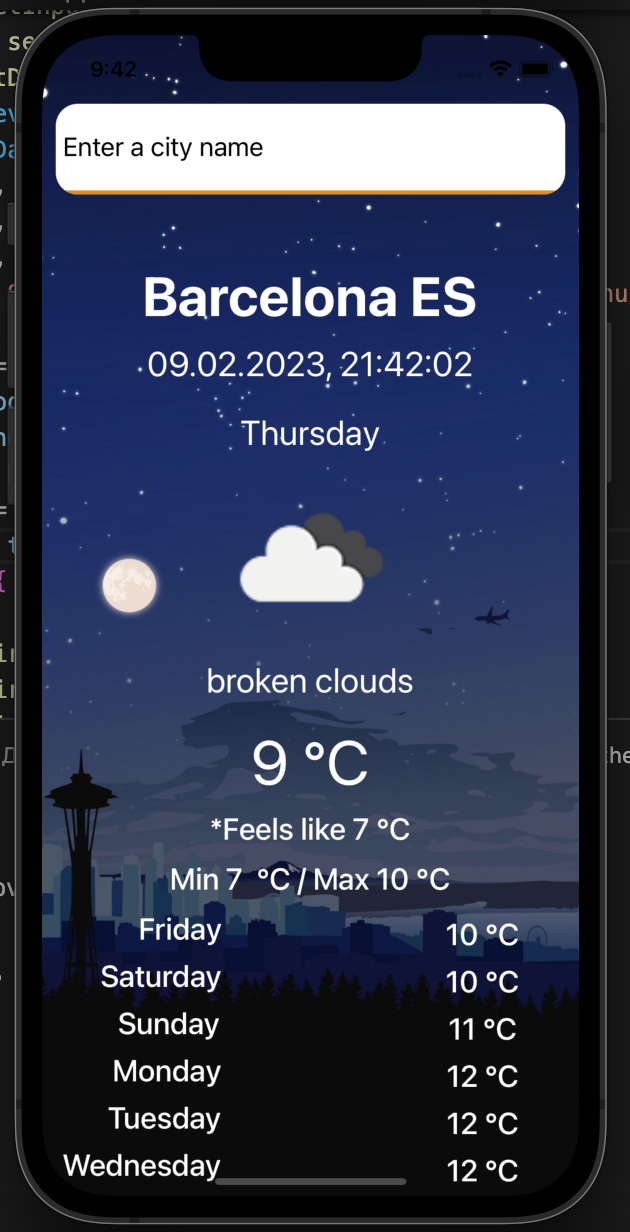 9:42
Enter a city name
Barcelona ES
09.02.2023, 21:42:02
Thursday
broken clouds
9 °C
*Feels like 7 °C
Min 7  °C / Max 10 °C
Friday 10 °C
Saturday 10 °C
Sunday 11 °C
Monday 12 °C
Tuesday 12 °C
Wednesday 12 °C